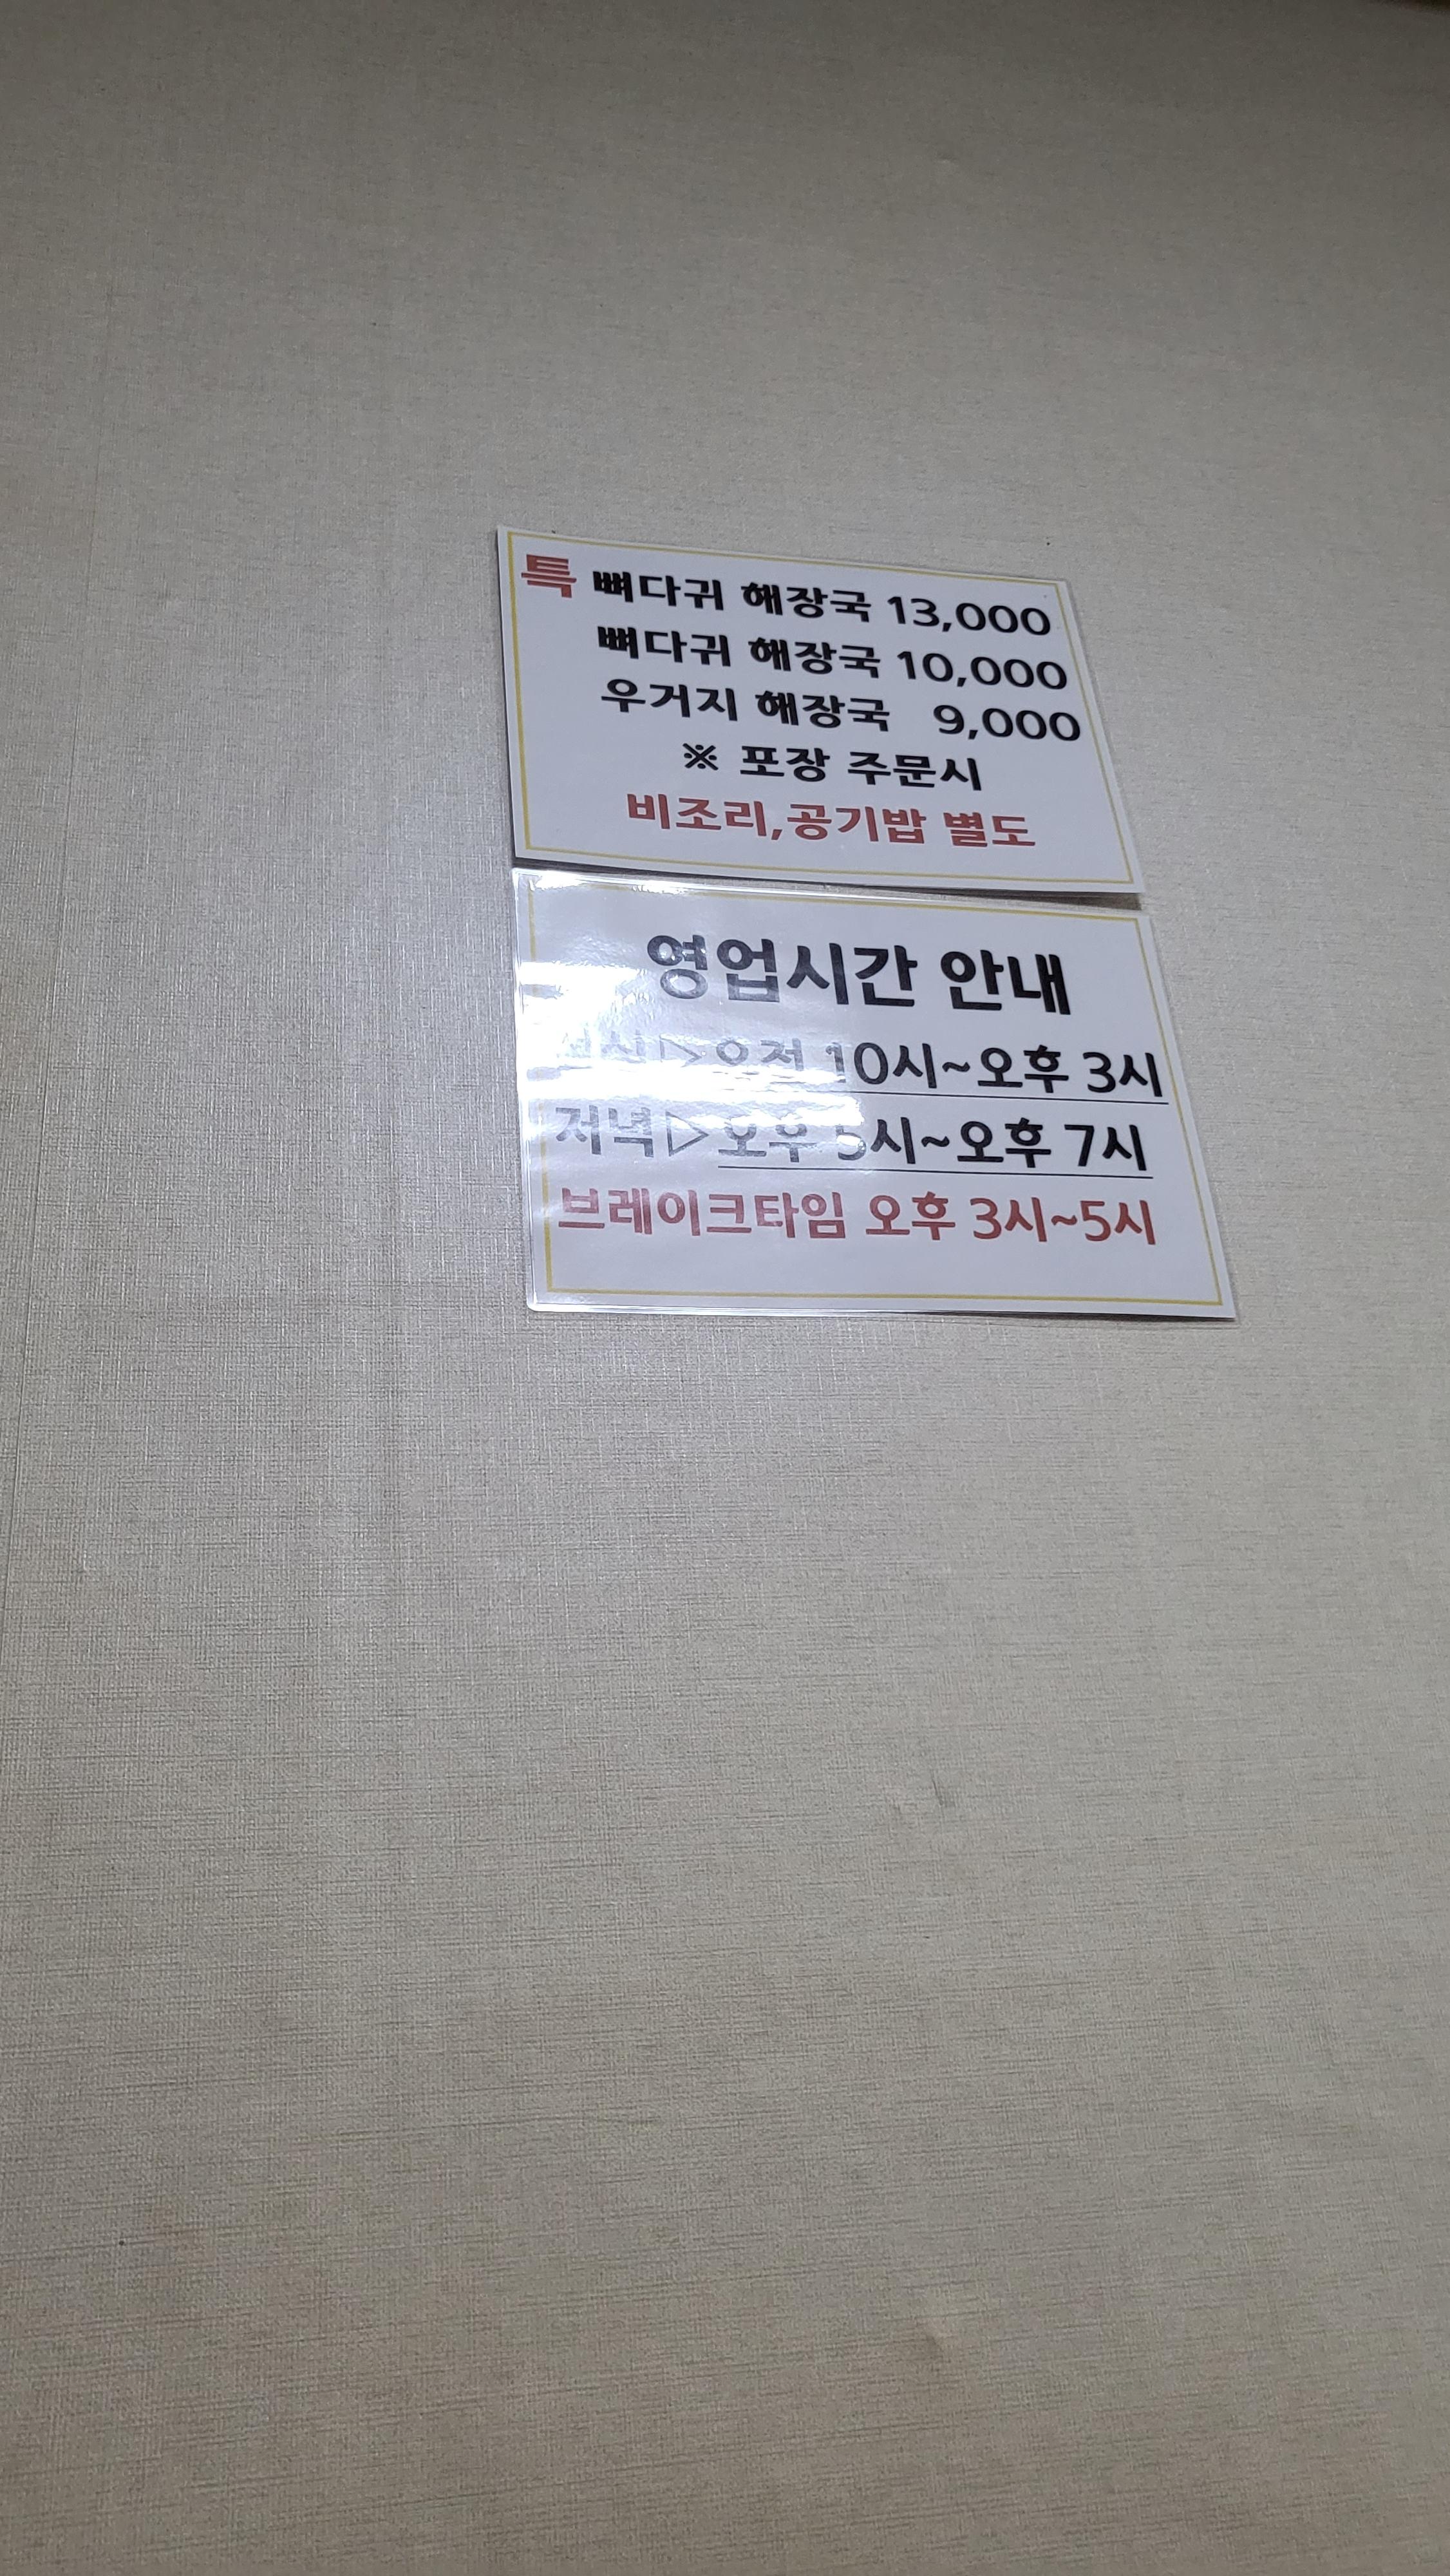 특 뼈다귀 해장국 13,000
뼈다귀 해장국 10,000
우거지 해장국 9,000
※ 포장 주문시
비조리,공기밥 별도
영업시간 안내
▷오전 10시~오후 3시
저녁▷오후 5시~오후 7시
브레이크타임 오후 3시~5시